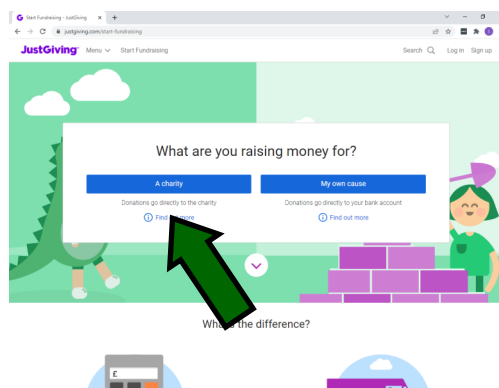 Start Fundraising - JustGiving
justgiving.com/start-fundraising
JustGiving Menu Start Fundraising Search Log in Sign up
What are you raising money for?
A charity My own cause
Donations go directly to the charity Donations go directly to your bank account
Find more Find out more
the difference?
£